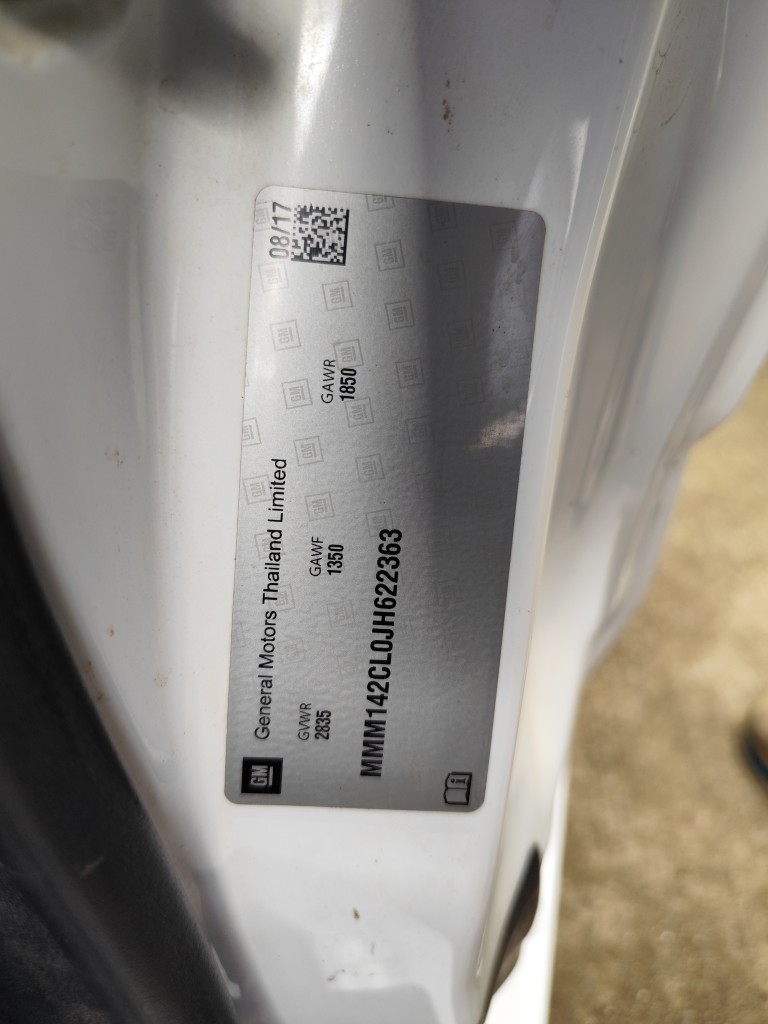 GM General Motors Thailand Limited 08/17
GVWR GAWF GAWR
2835 1350 1850
MMM142CL0JH622363